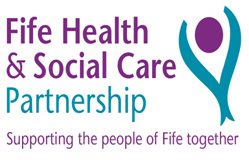 Fife Health
& Social Care
Partnership
Supporting the people of Fife together